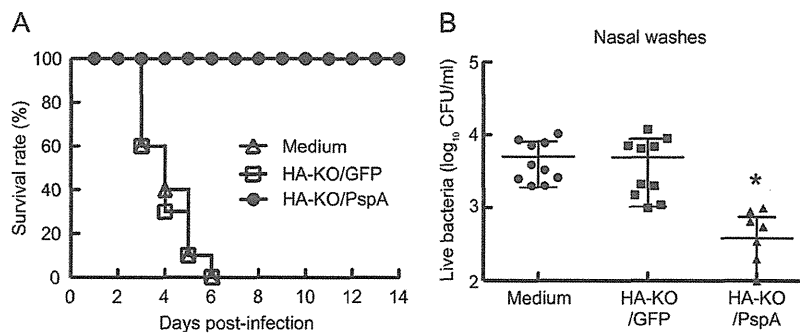 A
Survival rate (%)
100
80
60
40
20
0
0 2 4 6 8 10 12 14
Days post-infection
Medium
HA-KO/GFP
HA-KO/PspA
B
Nasal washes
Live bacteria (log10 CFU/ml)
5
4
3
2
*
Medium
HA-KO
/GFP
HA-KO
/PspA